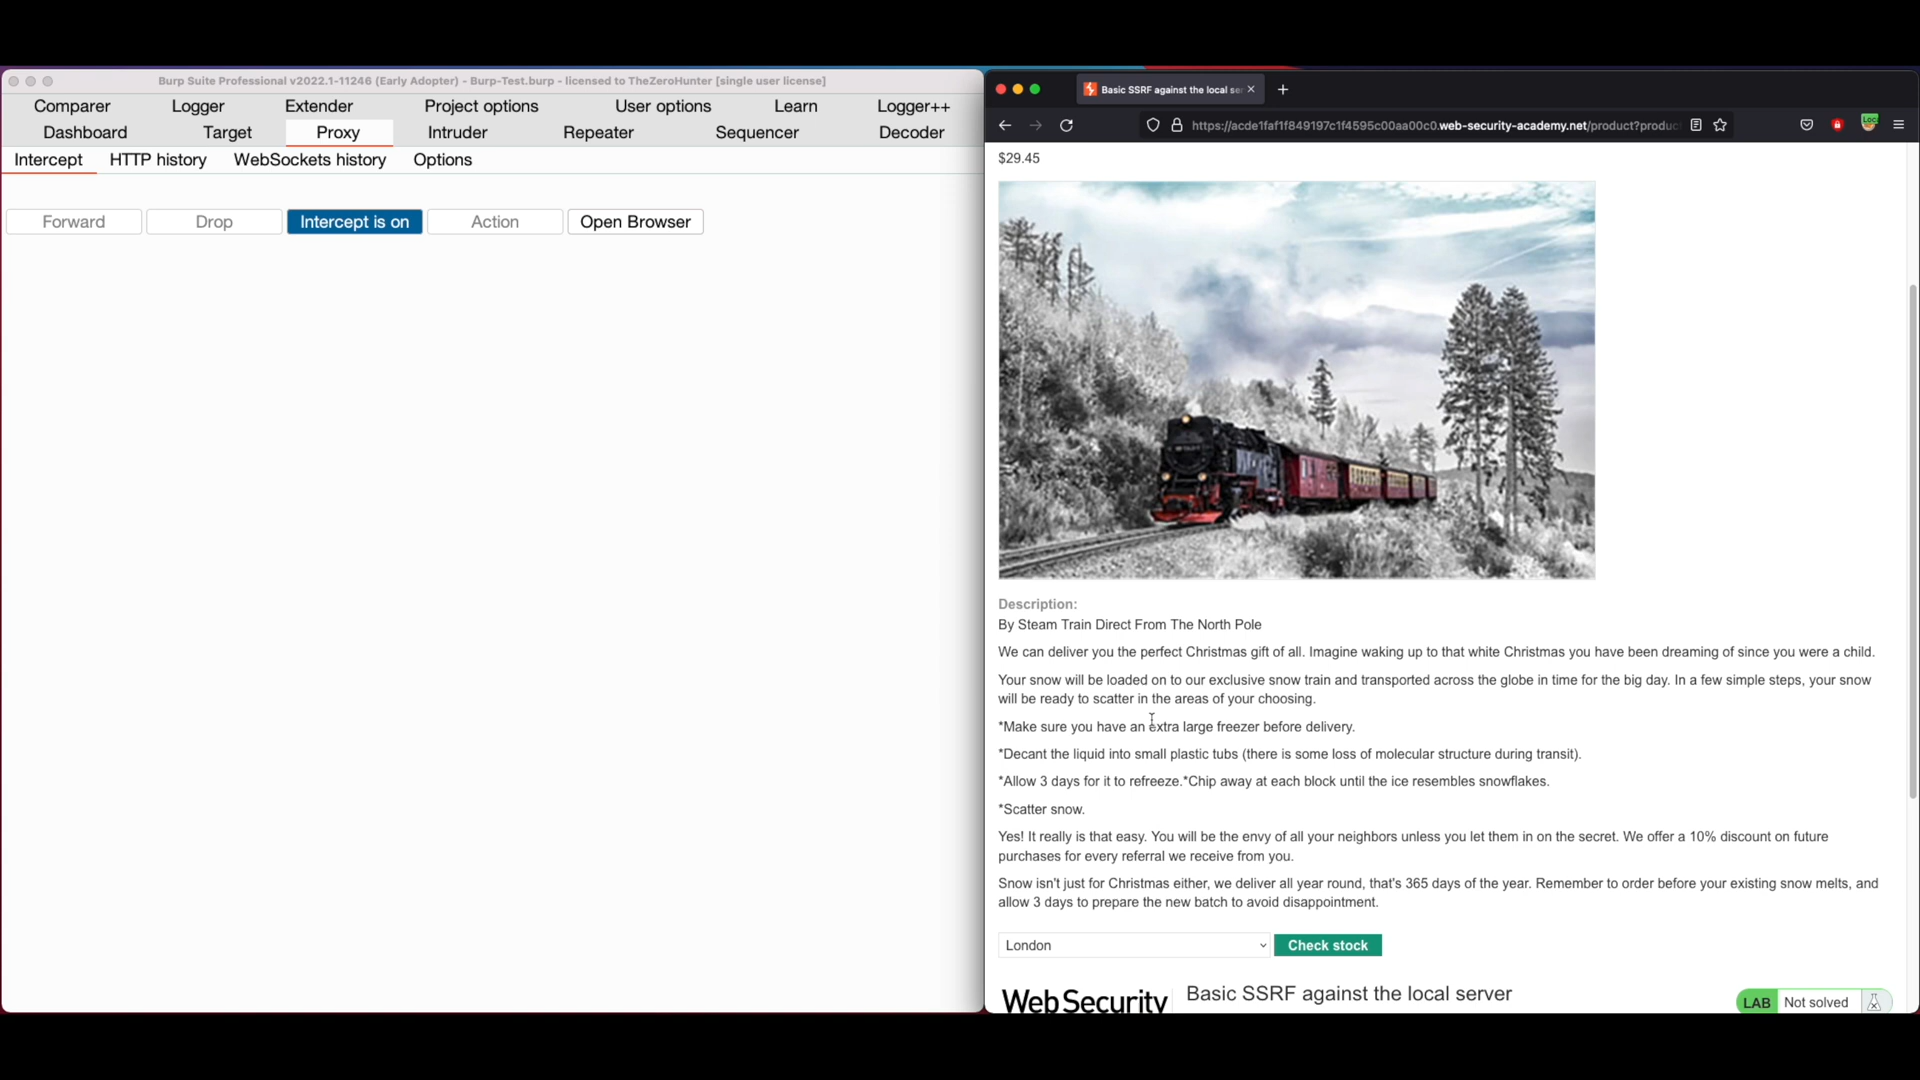 Burp Suite Professional v2022.1-11246 (Early Adopter) - Burp-Test.burp - licensed to TheZeroHunter [single user license]
Comparer Logger Extender Project options User options Learn Logger++
Dashboard Target Proxy Intruder Repeater Sequencer Decoder
Intercept HTTP history WebSockets history Options
Forward Drop Intercept is on Action Open Browser
Basic SSRF against the local ser
https://acde1faf1f849197c1f4595c00aa00c0.web-security-academy.net/product?produc
$29.45
Description:
By Steam Train Direct From The North Pole
We can deliver you the perfect Christmas gift of all. Imagine waking up to that white Christmas you have been dreaming of since you were a child.
Your snow will be loaded on to our exclusive snow train and transported across the globe in time for the big day. In a few simple steps, your snow
will be ready to scatter in the areas of your choosing.
*Make sure you have an extra large freezer before delivery.
*Decant the liquid into small plastic tubs (there is some loss of molecular structure during transit).
*Allow 3 days for it to refreeze.*Chip away at each block until the ice resembles snowflakes.
*Scatter snow.
Yes! It really is that easy. You will be the envy of all your neighbors unless you let them in on the secret. We offer a 10% discount on future
purchases for every referral we receive from you.
Snow isn't just for Christmas either, we deliver all year round, that's 365 days of the year. Remember to order before your existing snow melts, and
allow 3 days to prepare the new batch to avoid disappointment.
London Check stock
WebSecurity Basic SSRF against the local server
LAB Not solved